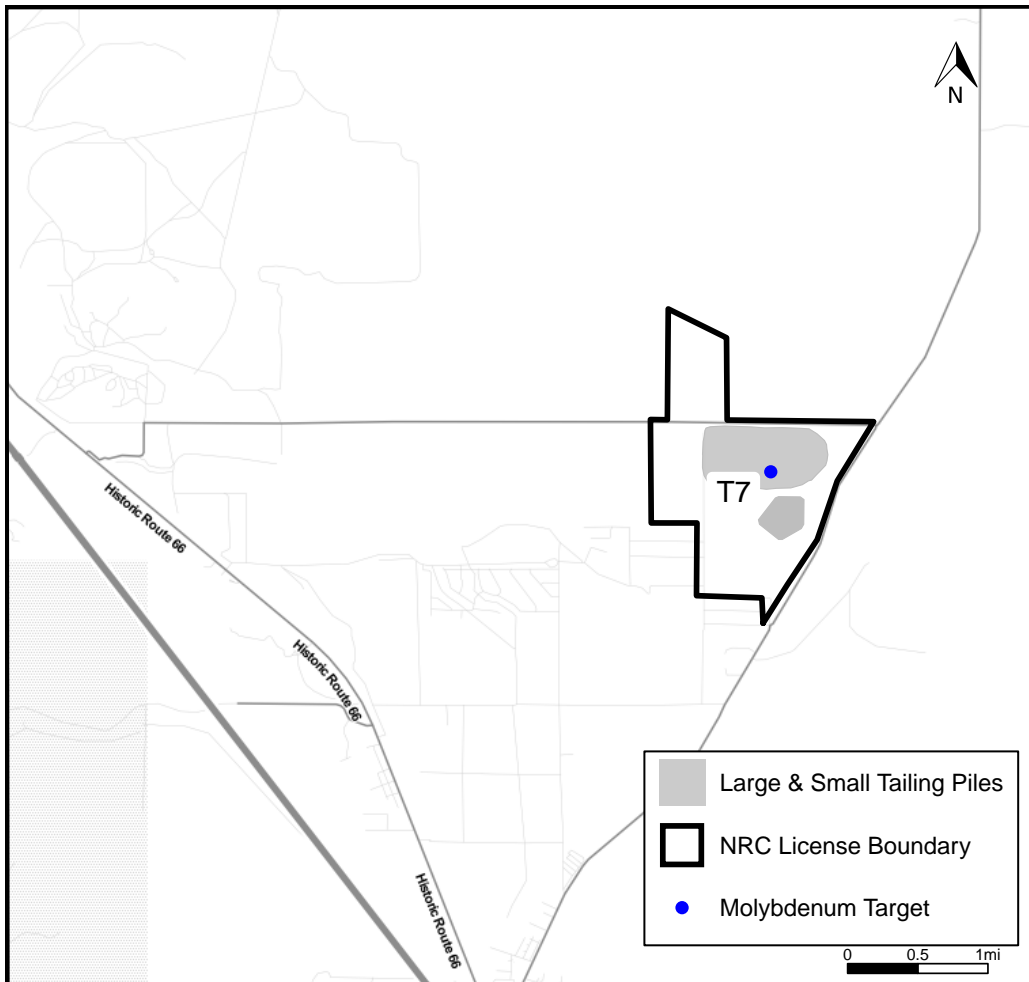 N
T7
Historic Route 66
Historic Route 66
Historic Route 66
Large & Small Tailing Piles
NRC License Boundary
Molybdenum Target
0 0.5 1mi